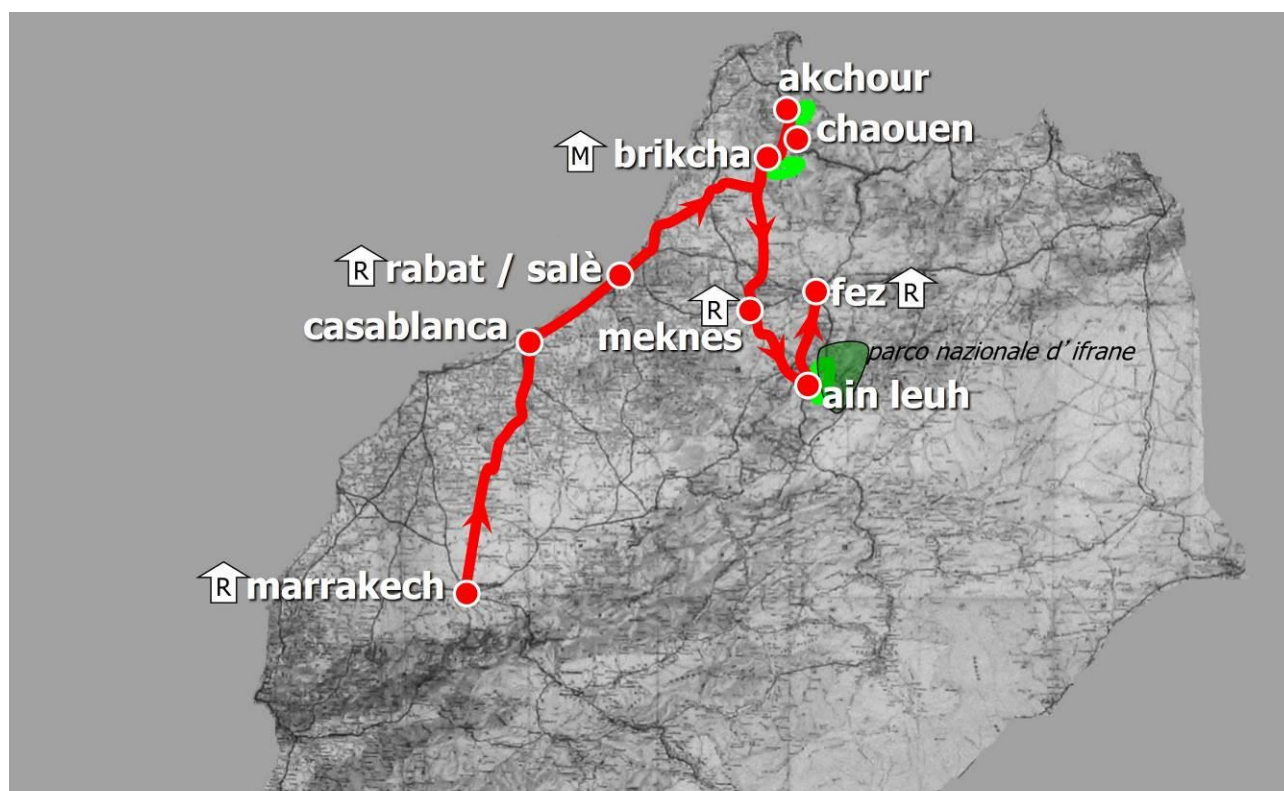 akchour
chaouen
M brikcha
R rabat / salè
casablanca
R meknes
fez R
parco nazionale d' ifrane
ain leuh
R marrakech